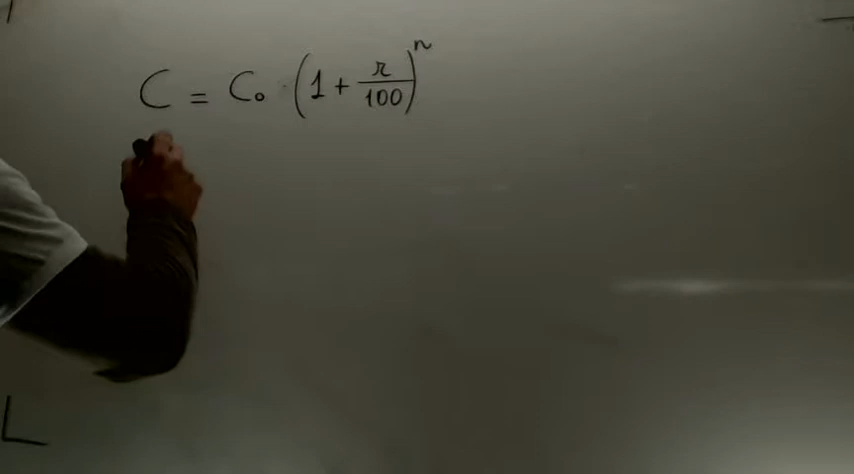 C = C₀ · (1 + r/100)ⁿ